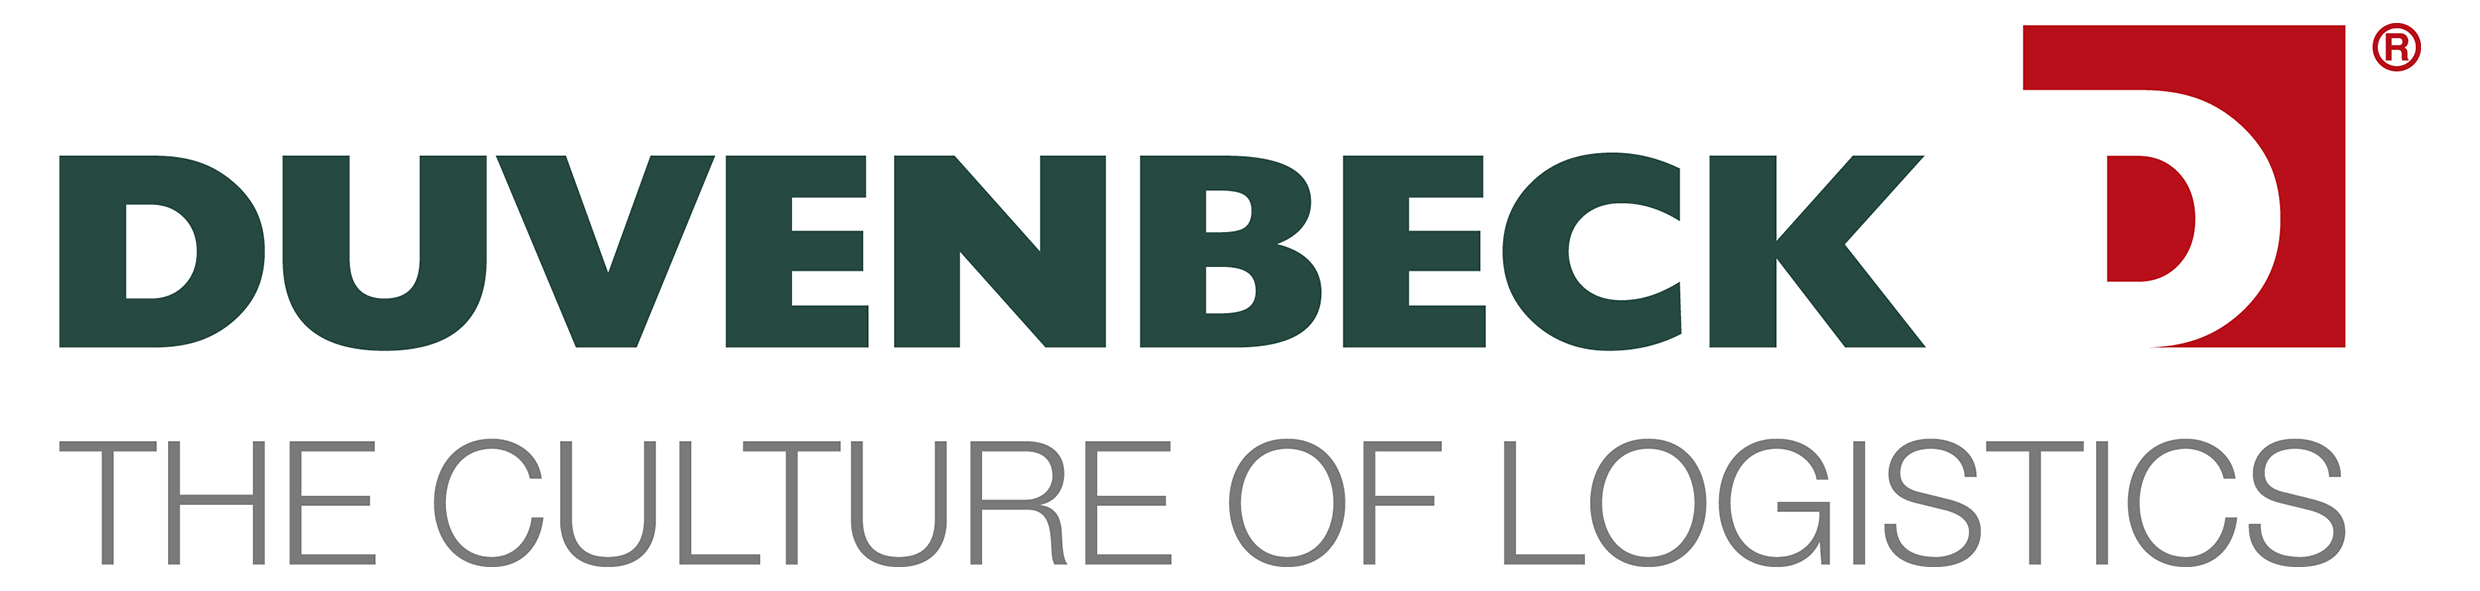 DUVENBECK D®
THE CULTURE OF LOGISTICS